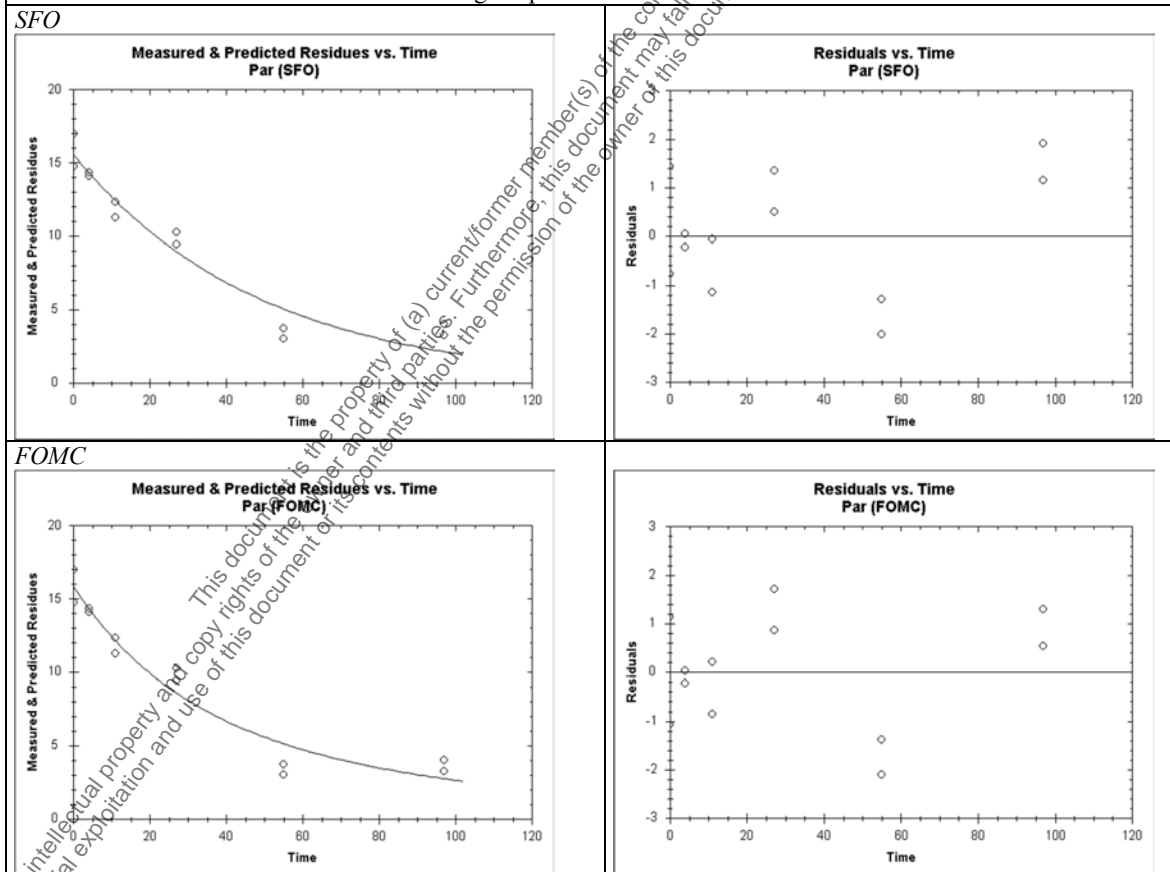 SFO
Measured & Predicted Residues vs. Time
Par (SFO)
Measured & Predicted Residues
20
15
10
5
0
0 20 40 60 80 100 120
Time
Residuals vs. Time
Par (SFO)
Residuals
2
1
0
-1
-2
-3
0 20 40 60 80 100 120
Time
FOMC
Measured & Predicted Residues vs. Time
Par (FOMC)
Measured & Predicted Residues
20
15
10
5
0
0 20 40 60 80 100 120
Time
Residuals vs. Time
Par (FOMC)
Residuals
3
2
1
0
-1
-2
-3
0 20 40 60 80 100 120
Time
This document is the property of (a) current/former member(s) of the
intellectual property and copy rights of the owner and third parties. Furthermore, this document may fall
exploitation and use of this document or its contents without the permission of the owner of this